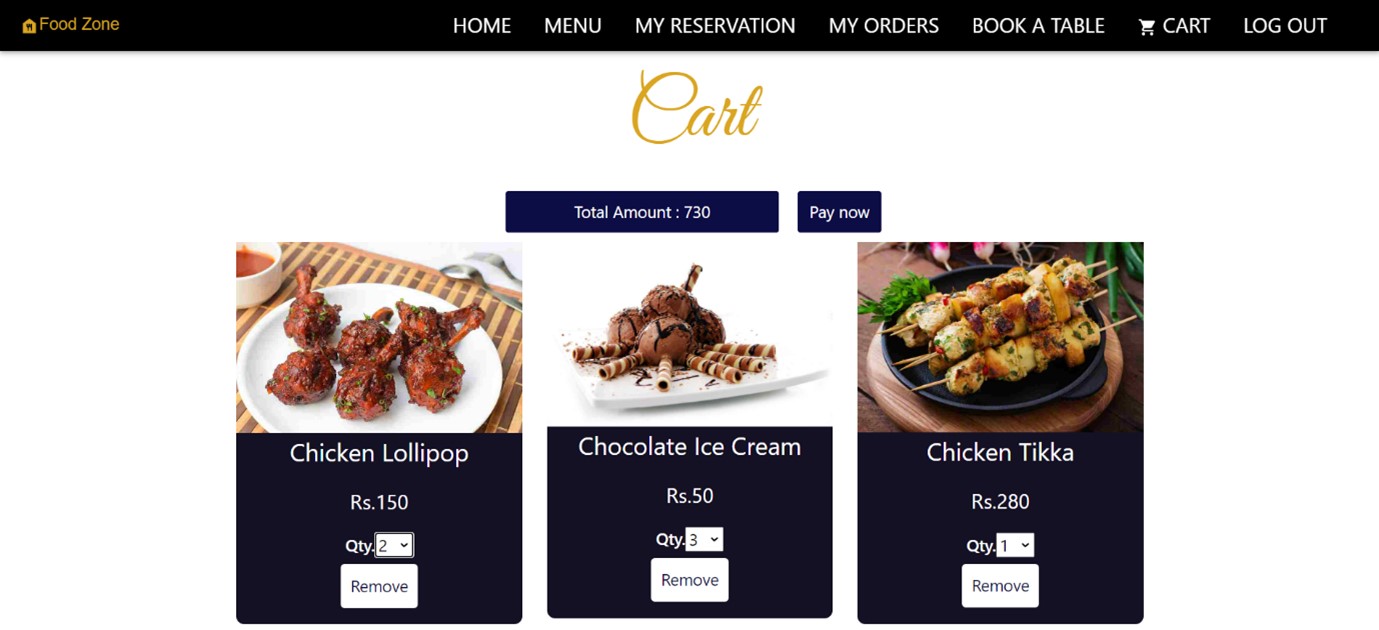 Food Zone HOME MENU MY RESERVATION MY ORDERS BOOK A TABLE CART LOG OUT
Cart
Total Amount : 730 Pay now
Chicken Lollipop
Rs.150
Qty. 2
Remove
Chocolate Ice Cream
Rs.50
Qty. 3
Remove
Chicken Tikka
Rs.280
Qty. 1
Remove